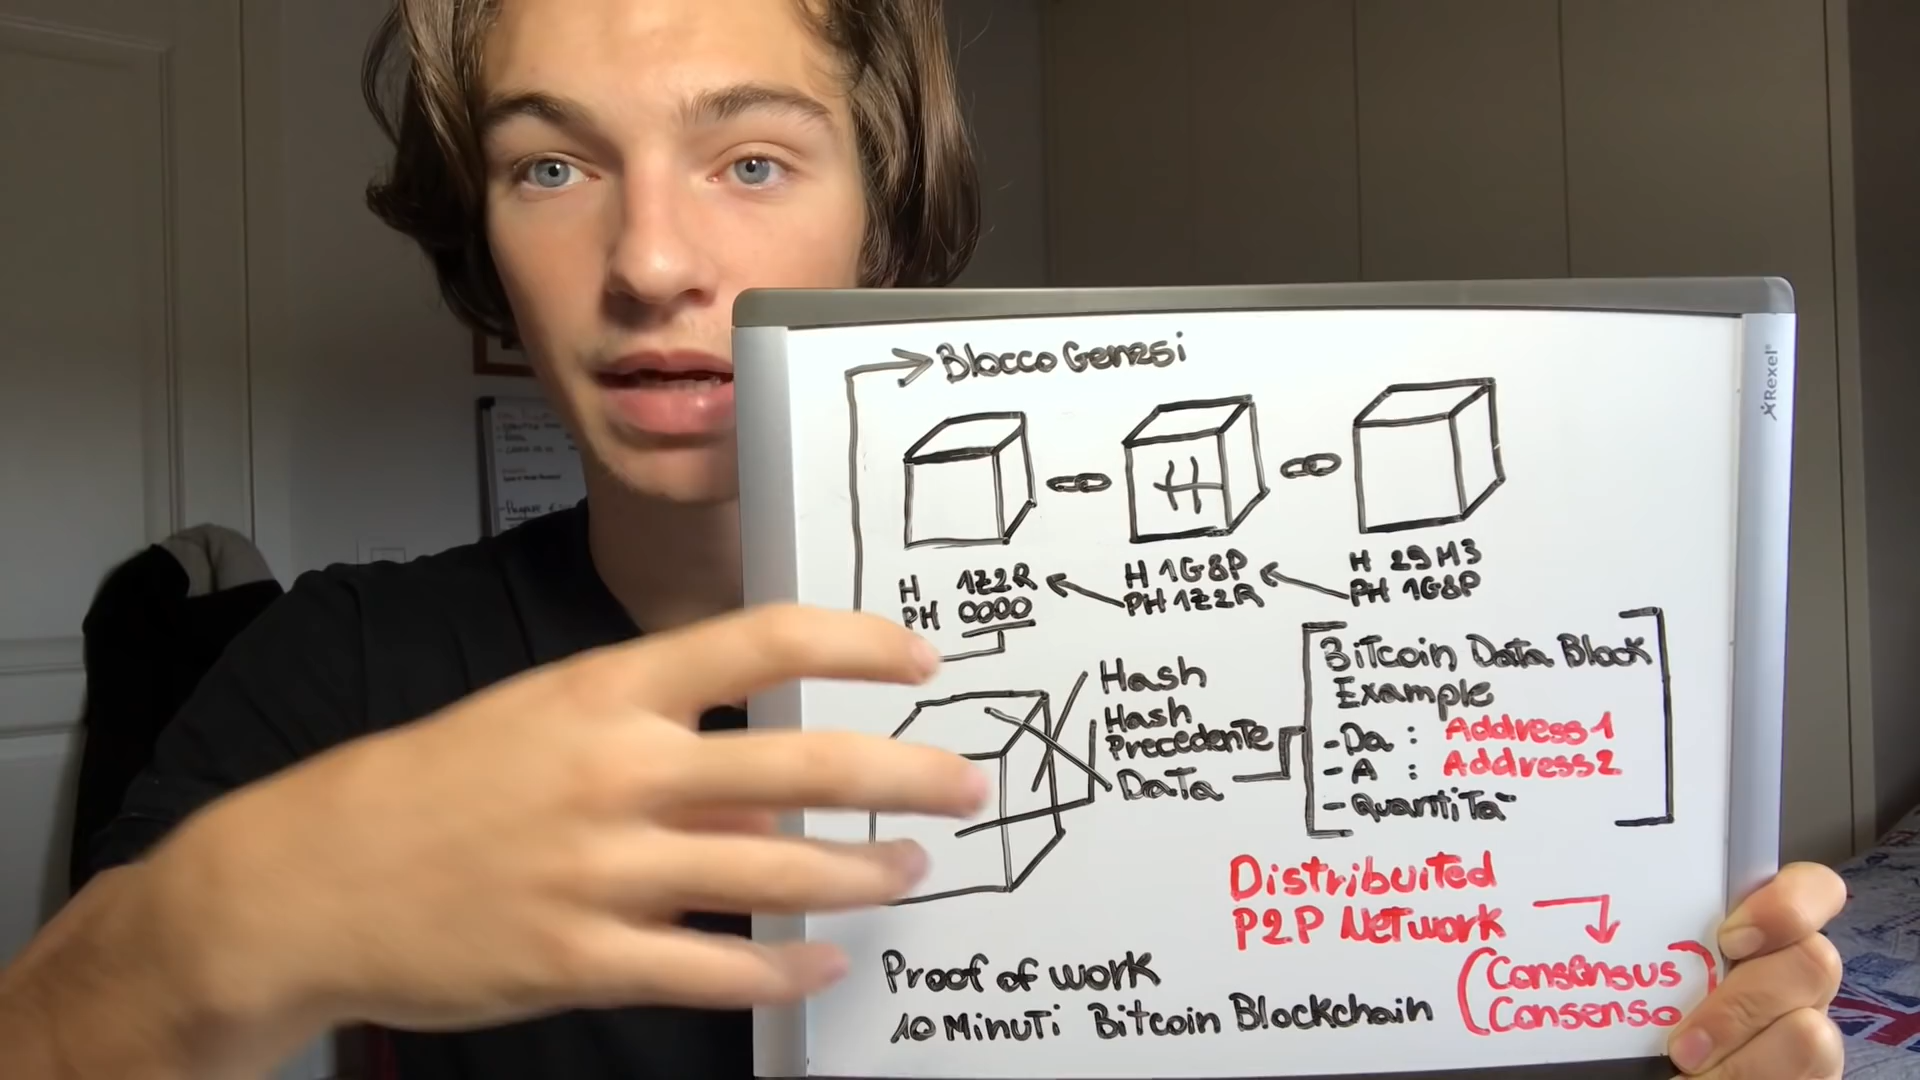 Blocco Genesi
H
H 1Z2R
PH 0000
H 1G8P
PH 1Z2R
H 29M3
PH 1G8P
Hash
Hash
Precedente
Data
Bitcoin Data Block
Example
- Da : Address1
- A : Address2
- Quantità
Distribuited
P2P Network
Proof of work
10 Minuti Bitcoin Blockchain
(Consensus
Consenso)
Rexel